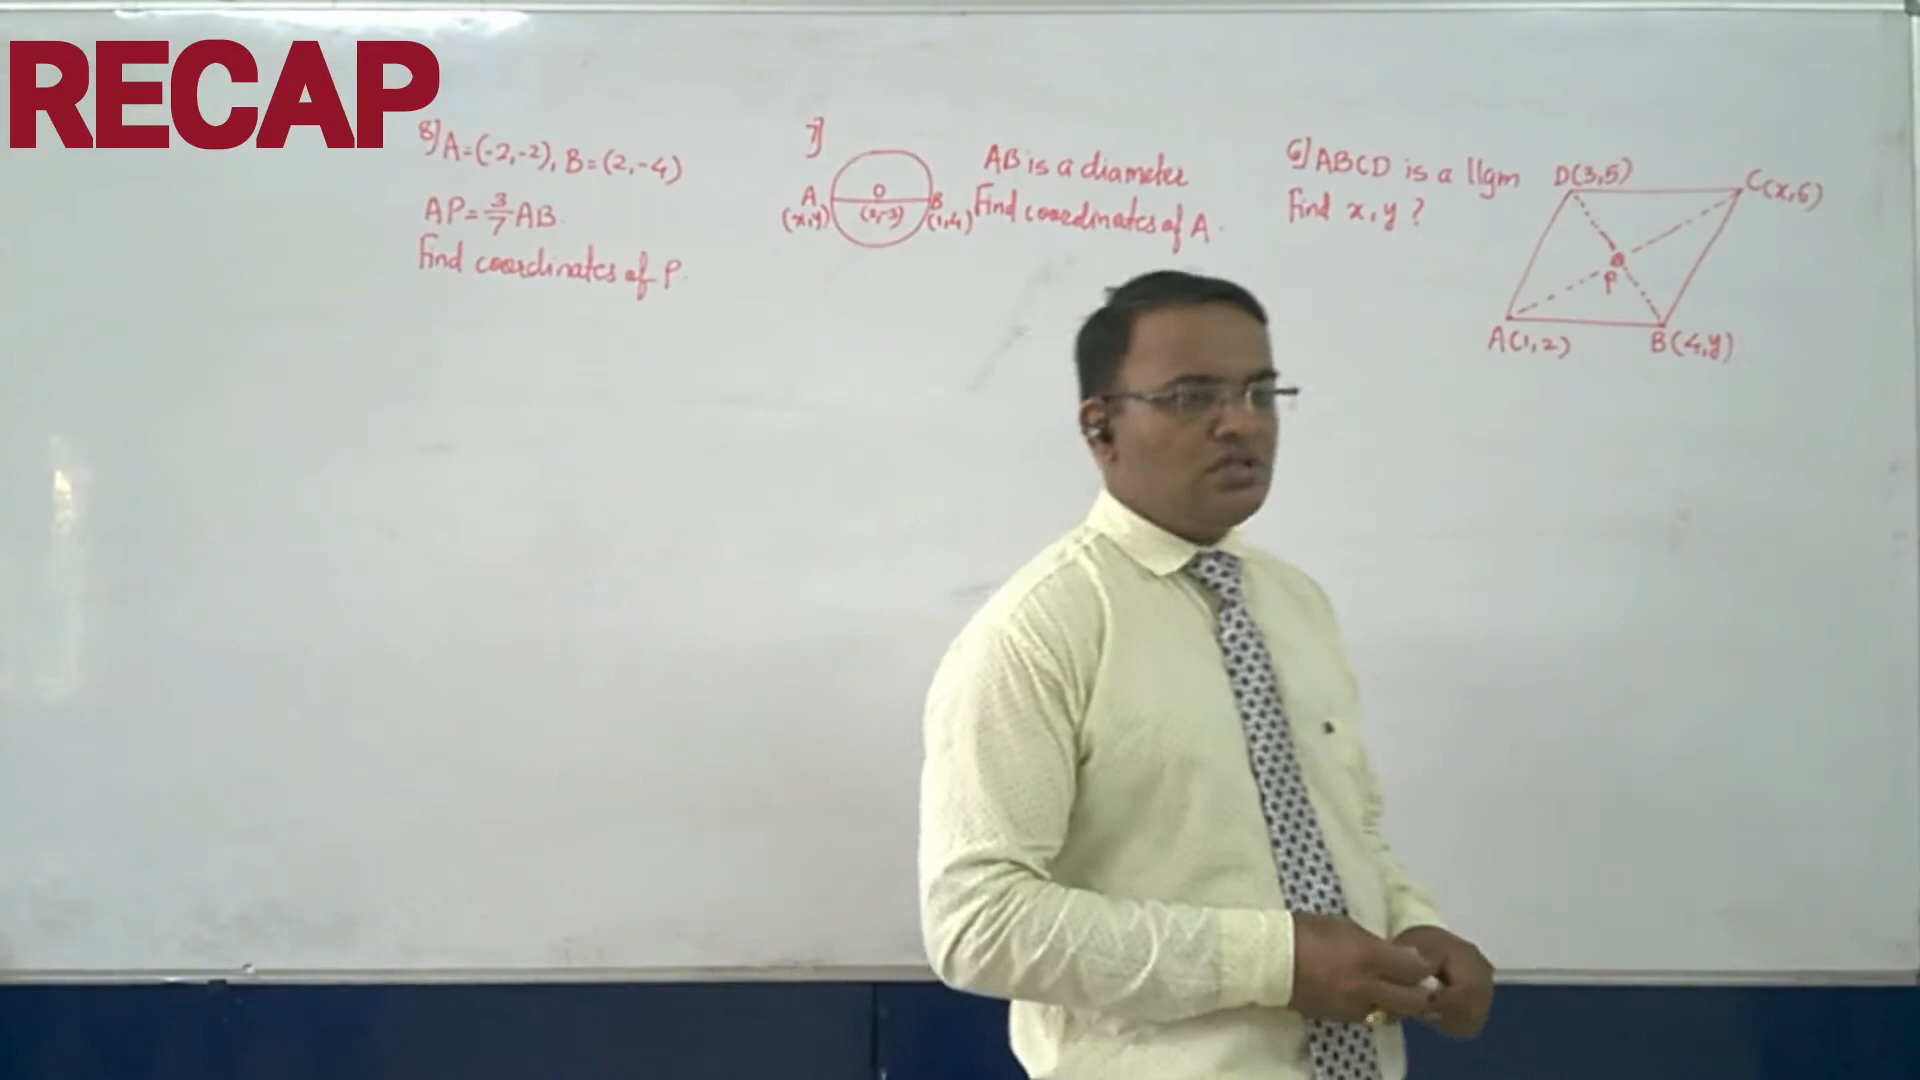 RECAP
8] A=(-2,-2), B=(2,-4)
AP=3/7 AB
Find coordinates of P.
7]
A
(x,y)
O
(2,-3)
B
(1,4)
AB is a diameter
Find coordinates of A.
6] ABCD is a llgm
Find x, y ?
D(3,5)
C(x,6)
P
A(1,2)
B(4,y)